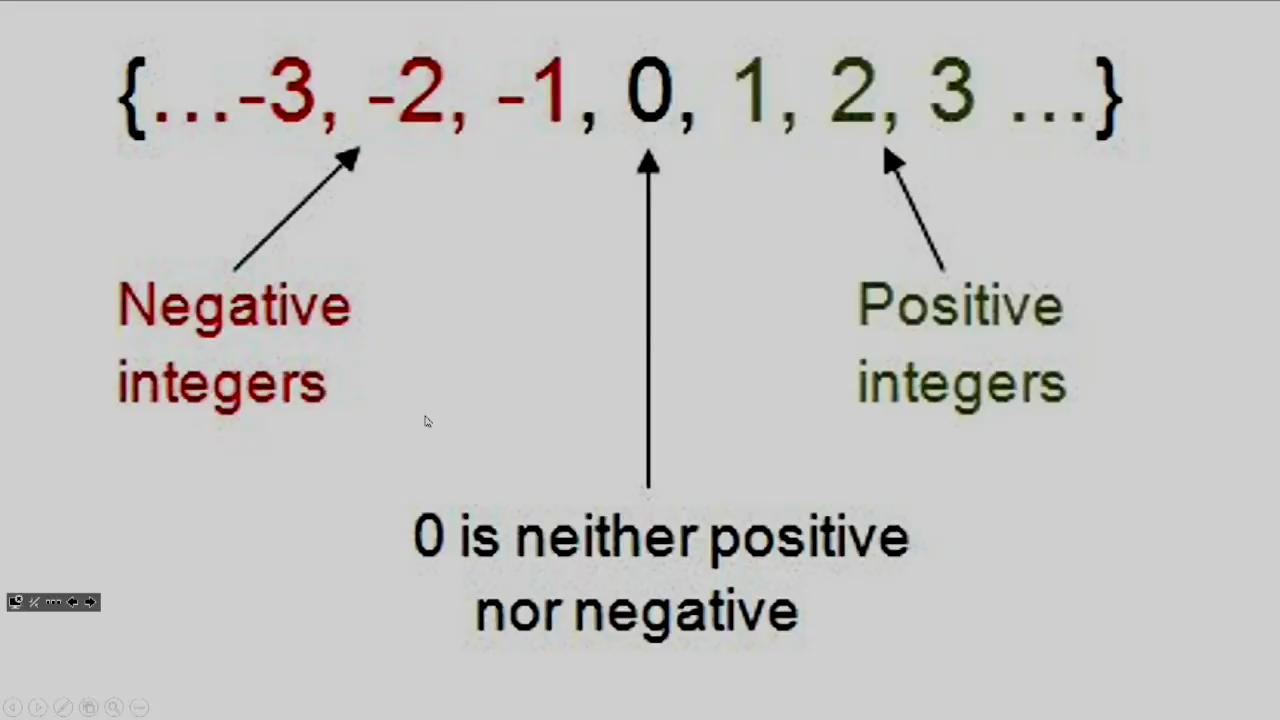 {...-3, -2, -1, 0, 1, 2, 3 ...}
Negative
integers
Positive
integers
0 is neither positive
nor negative